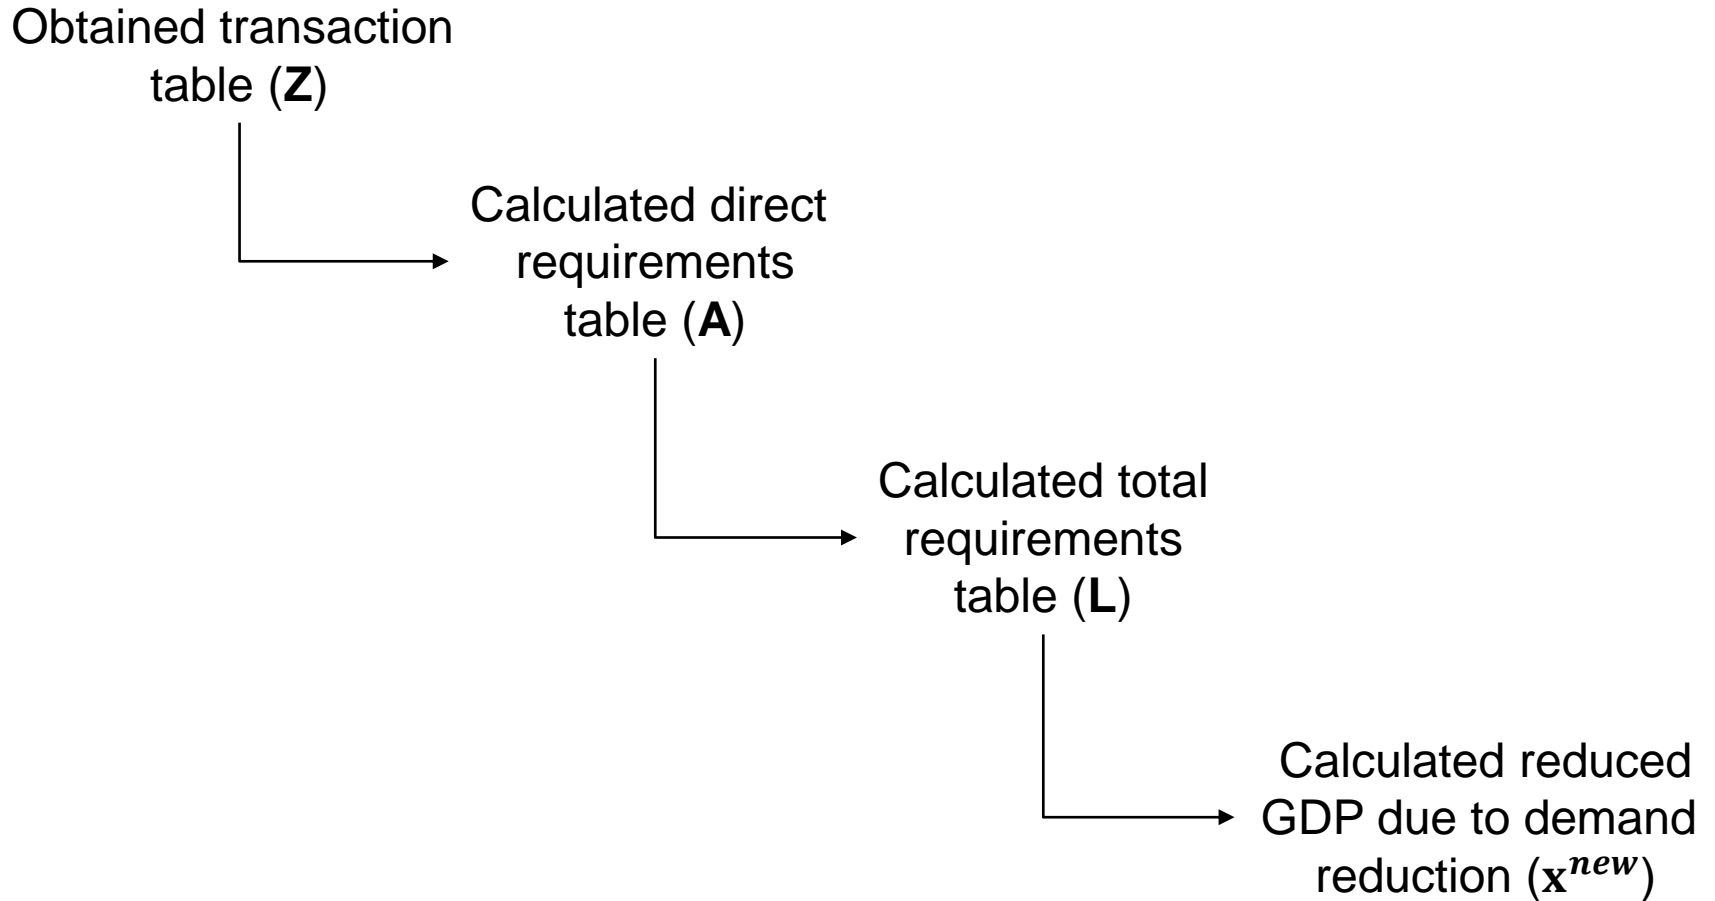 Obtained transaction
table (Z)
Calculated direct
requirements
table (A)
Calculated total
requirements
table (L)
Calculated reduced
GDP due to demand
reduction (x^new)